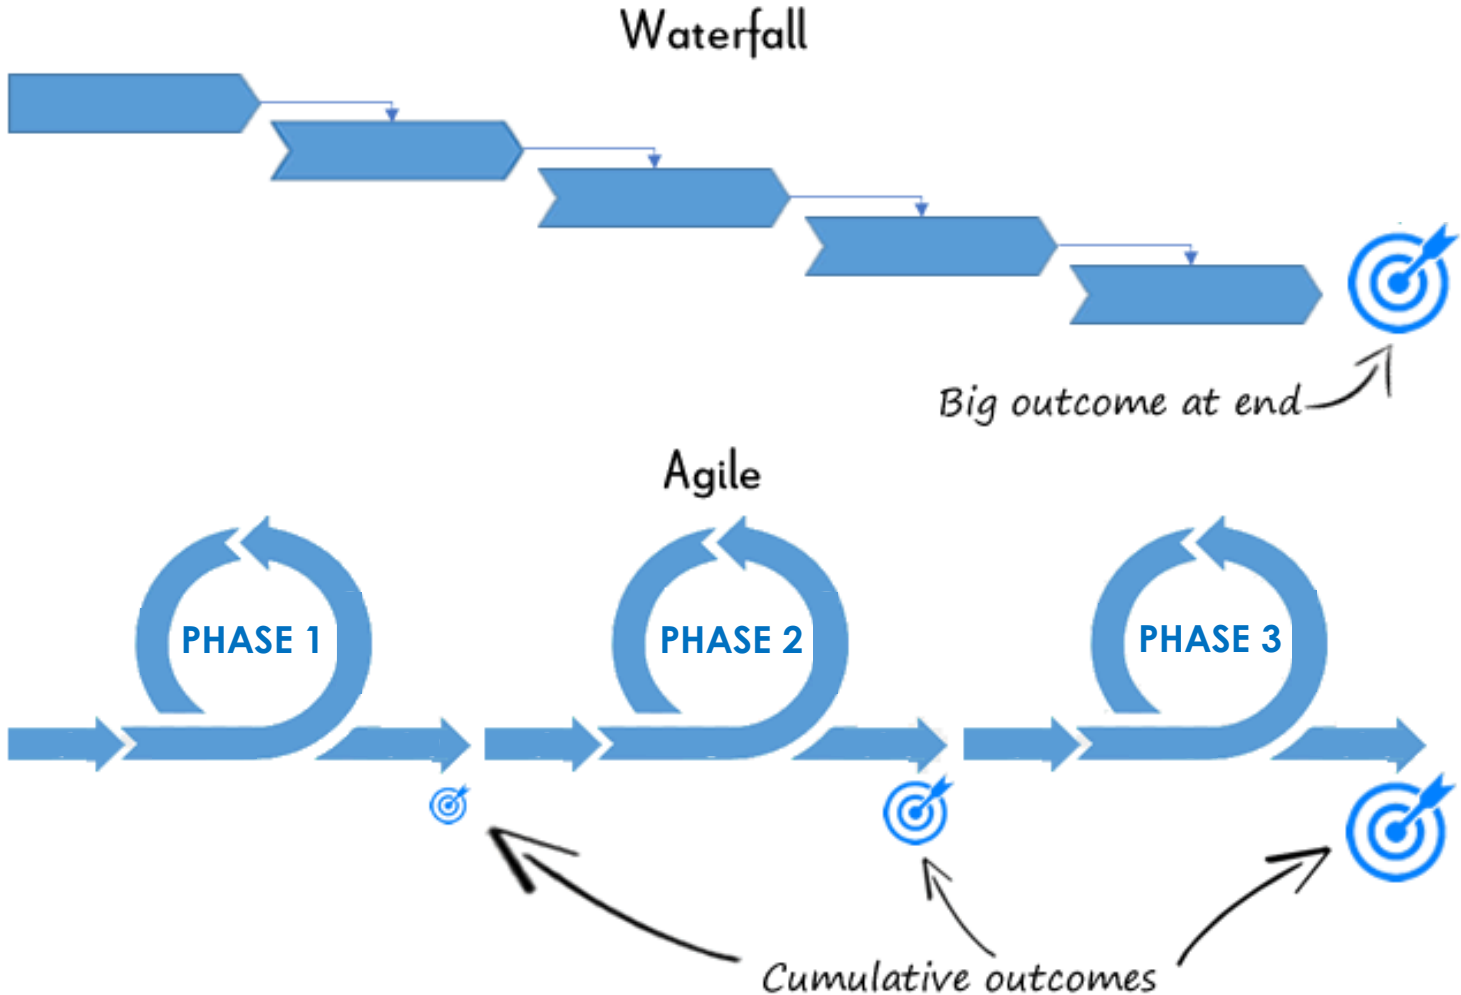 Waterfall
Big outcome at end
Agile
PHASE 1
PHASE 2
PHASE 3
Cumulative outcomes